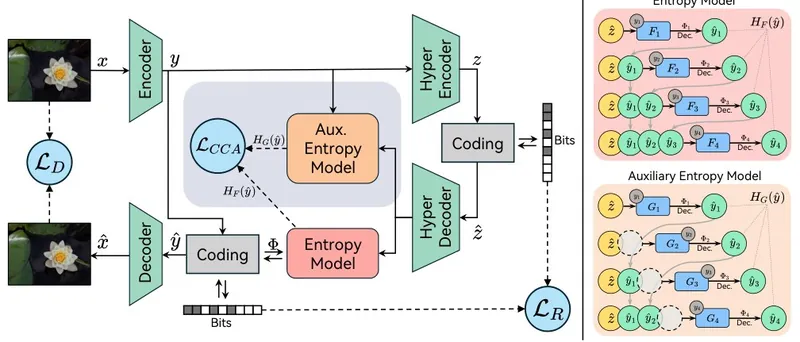 x
Encoder
y
Hyper
Encoder
z
Aux.
Entropy
Model
H_G(ŷ)
ℒ_CCA
H_F(ŷ)
Coding
Bits
ℒ_D
x̂
Decoder
ŷ
Coding
Φ
Entropy
Model
Hyper
Decoder
ẑ
Bits
ℒ_R
Entropy Model
ẑ y₁ F₁ Φ₁ Dec. ŷ₁ H_F(ŷ)
ẑ ŷ₁ y₂ F₂ Φ₂ Dec. ŷ₂
ẑ ŷ₁ ŷ₂ y₃ F₃ Φ₃ Dec. ŷ₃
ẑ ŷ₁ ŷ₂ ŷ₃ y₄ F₄ Φ₄ Dec. ŷ₄
Auxiliary Entropy Model
ẑ y₁ G₁ Φ₁ Dec. ŷ₁ H_G(ŷ)
ẑ y₂ G₂ Φ₂ Dec. ŷ₂
ẑ ŷ₁ y₃ G₃ Φ₃ Dec. ŷ₃
ẑ ŷ₁ ŷ₂ y₄ G₄ Φ₄ Dec. ŷ₄